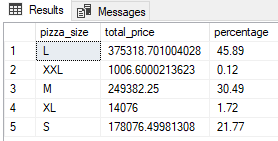 Results Messages
pizza_size total_price percentage
1 L 375318.701004028 45.89
2 XXL 1006.6000213623 0.12
3 M 249382.25 30.49
4 XL 14076 1.72
5 S 178076.49981308 21.77